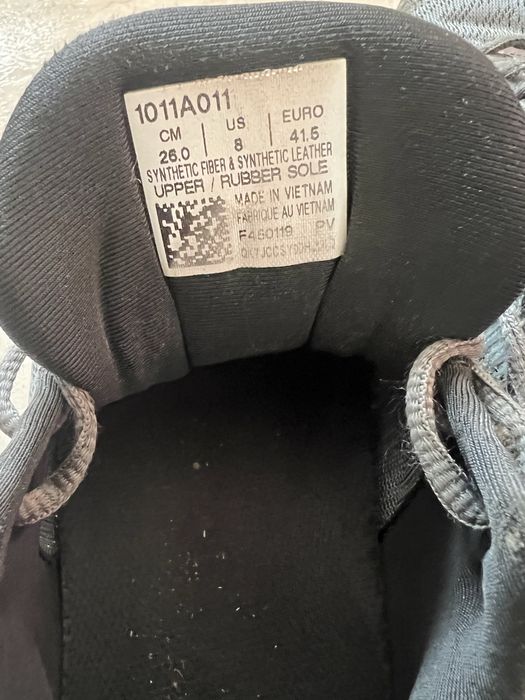 1011A011
CM | US | EURO
26.0 | 8 | 41.5
SYNTHETIC FIBER & SYNTHETIC LEATHER
UPPER / RUBBER SOLE
MADE IN VIETNAM
FABRIQUE AU VIETNAM
F450119 PV